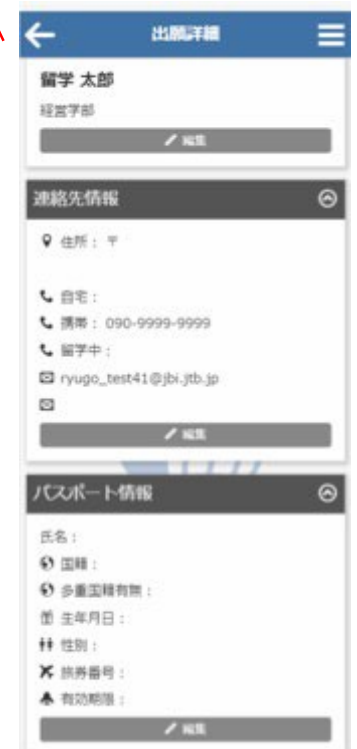 出願詳細
留学 太郎
経営学部
編集
連絡先情報
住所： 〒
自宅：
携帯： 090-9999-9999
留学中：
ryugo_test41@jbi.jtb.jp
編集
パスポート情報
氏名：
国籍：
多重国籍有無：
生年月日：
性別：
旅券番号：
有効期限：
編集